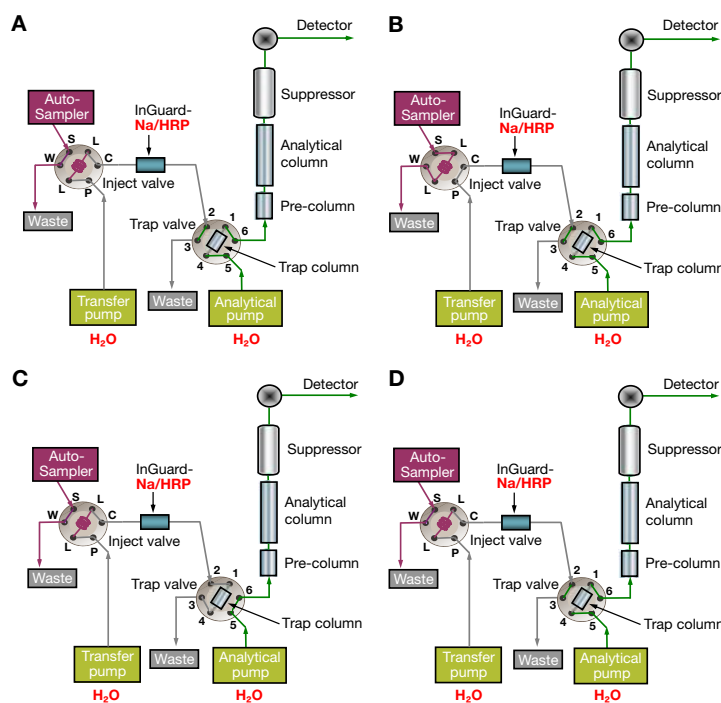 A
Detector
Auto-
Sampler
InGuard-
Na/HRP
Suppressor
S
L
W
C
L
P
Inject valve
Analytical
column
Waste
Pre-column
Trap valve
2
1
3
6
4
5
Trap column
Transfer
pump
Waste
Analytical
pump
H₂O
H₂O
B
Detector
Auto-
Sampler
InGuard-
Na/HRP
Suppressor
S
L
W
C
L
P
Inject valve
Analytical
column
Waste
Pre-column
Trap valve
2
1
3
6
4
5
Trap column
Transfer
pump
Waste
Analytical
pump
H₂O
H₂O
C
Detector
Auto-
Sampler
InGuard-
Na/HRP
Suppressor
S
L
W
C
L
P
Inject valve
Analytical
column
Waste
Pre-column
Trap valve
2
1
3
6
4
5
Trap column
Transfer
pump
Waste
Analytical
pump
H₂O
H₂O
D
Detector
Auto-
Sampler
InGuard-
Na/HRP
Suppressor
S
L
W
C
L
P
Inject valve
Analytical
column
Waste
Pre-column
Trap valve
2
1
3
6
4
5
Trap column
Transfer
pump
Waste
Analytical
pump
H₂O
H₂O